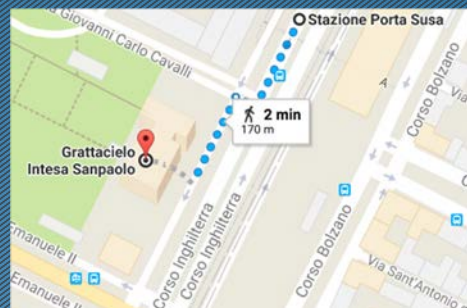 Stazione Porta Susa
a Giovanni Carlo Cavalli
2 min
170 m
Grattacielo
Intesa Sanpaolo
A
Corso Bolzano
Via
Emanuele II
Corso Inghilterra
Corso Inghilterra
Corso Bolzano
Via Sant'Antonio
Emanuele II